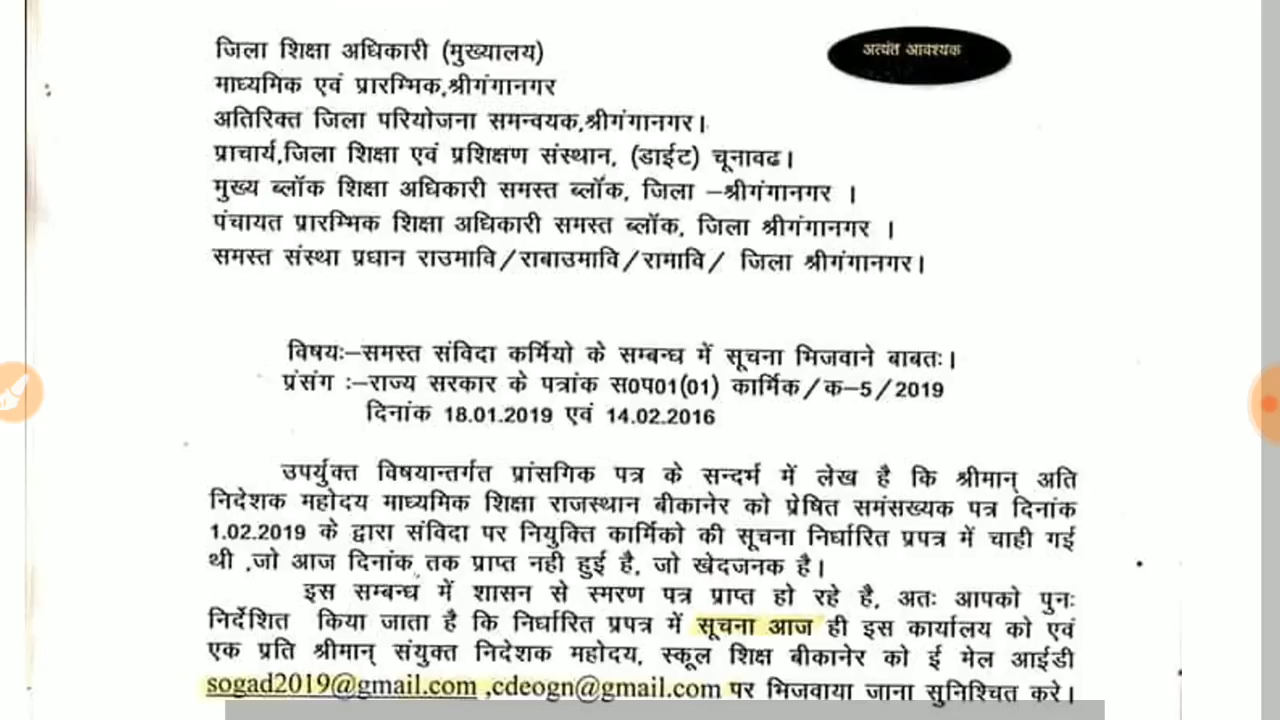 अत्यंत आवश्यक
जिला शिक्षा अधिकारी (मुख्यालय)
माध्यमिक एवं प्रारम्भिक,श्रीगंगानगर
अतिरिक्त जिला परियोजना समन्वयक,श्रीगंगानगर।
प्राचार्य,जिला शिक्षा एवं प्रशिक्षण संस्थान, (डाईट) चूनावढ।
मुख्य ब्लॉक शिक्षा अधिकारी समस्त ब्लॉक, जिला –श्रीगंगानगर ।
पंचायत प्रारम्भिक शिक्षा अधिकारी समस्त ब्लॉक, जिला श्रीगंगानगर ।
समस्त संस्था प्रधान राउमावि/राबाउमावि/रामावि/ जिला श्रीगंगानगर।
विषयः–समस्त संविदा कर्मियो के सम्बन्ध में सूचना भिजवाने बाबतः।
प्रंसंग :–राज्य सरकार के पत्रांक स0प01(01) कार्मिक/क–5/2019
दिनांक 18.01.2019 एवं 14.02.2016
उपर्युक्त विषयान्तर्गत प्रांसगिक पत्र के सन्दर्भ में लेख है कि श्रीमान् अति
निदेशक महोदय माध्यमिक शिक्षा राजस्थान बीकानेर को प्रेषित समंसख्यक पत्र दिनांक
1.02.2019 के द्वारा संविदा पर नियुक्ति कार्मिको की सूचना निर्धारित प्रपत्र में चाही गई
थी ,जो आज दिनांक तक प्राप्त नही हुई है, जो खेदजनक है।
इस सम्बन्ध में शासन से स्मरण पत्र प्राप्त हो रहे है, अतः आपको पुनः
निर्देशित किया जाता है कि निर्धारित प्रपत्र में सूचना आज ही इस कार्यालय को एवं
एक प्रति श्रीमान् संयुक्त निदेशक महोदय, स्कूल शिक्ष बीकानेर को ई मेल आईडी
sogad2019@gmail.com ,cdeogn@gmail.com पर भिजवाया जाना सुनिश्चित करे।